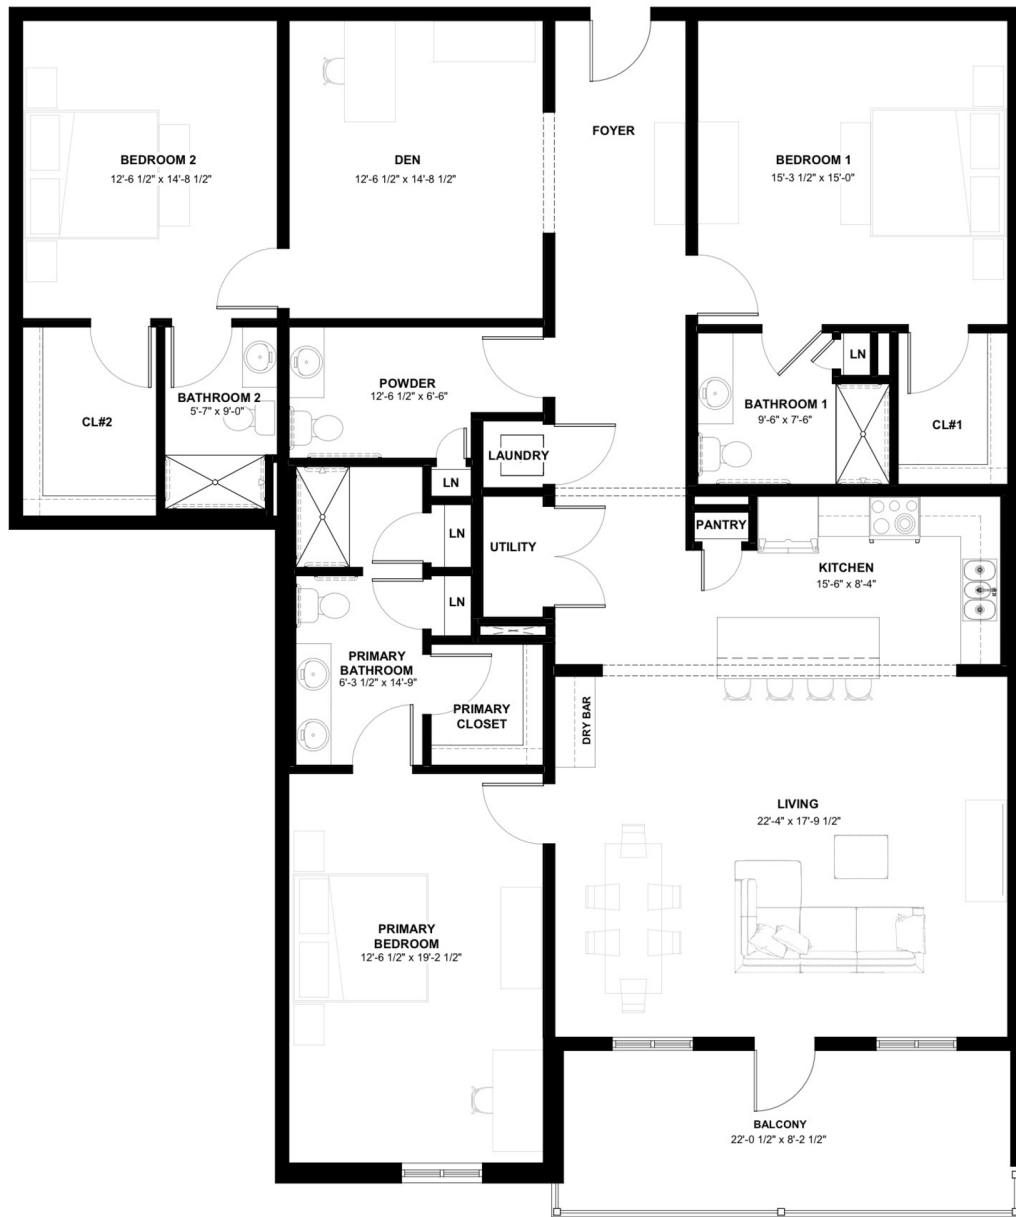 FOYER
BEDROOM 2
12'-6 1/2" x 14'-8 1/2"
DEN
12'-6 1/2" x 14'-8 1/2"
BEDROOM 1
15'-3 1/2" x 15'-0"
LN
POWDER
12'-6 1/2" x 6'-6"
BATHROOM 2
5'-7" x 9'-0"
BATHROOM 1
9'-6" x 7'-6"
CL#2
CL#1
LAUNDRY
LN
PANTRY
LN
UTILITY
KITCHEN
15'-6" x 8'-4"
LN
PRIMARY
BATHROOM
6'-3 1/2" x 14'-9"
PRIMARY
CLOSET
DRY BAR
LIVING
22'-4" x 17'-9 1/2"
PRIMARY
BEDROOM
12'-6 1/2" x 19'-2 1/2"
BALCONY
22'-0 1/2" x 8'-2 1/2"